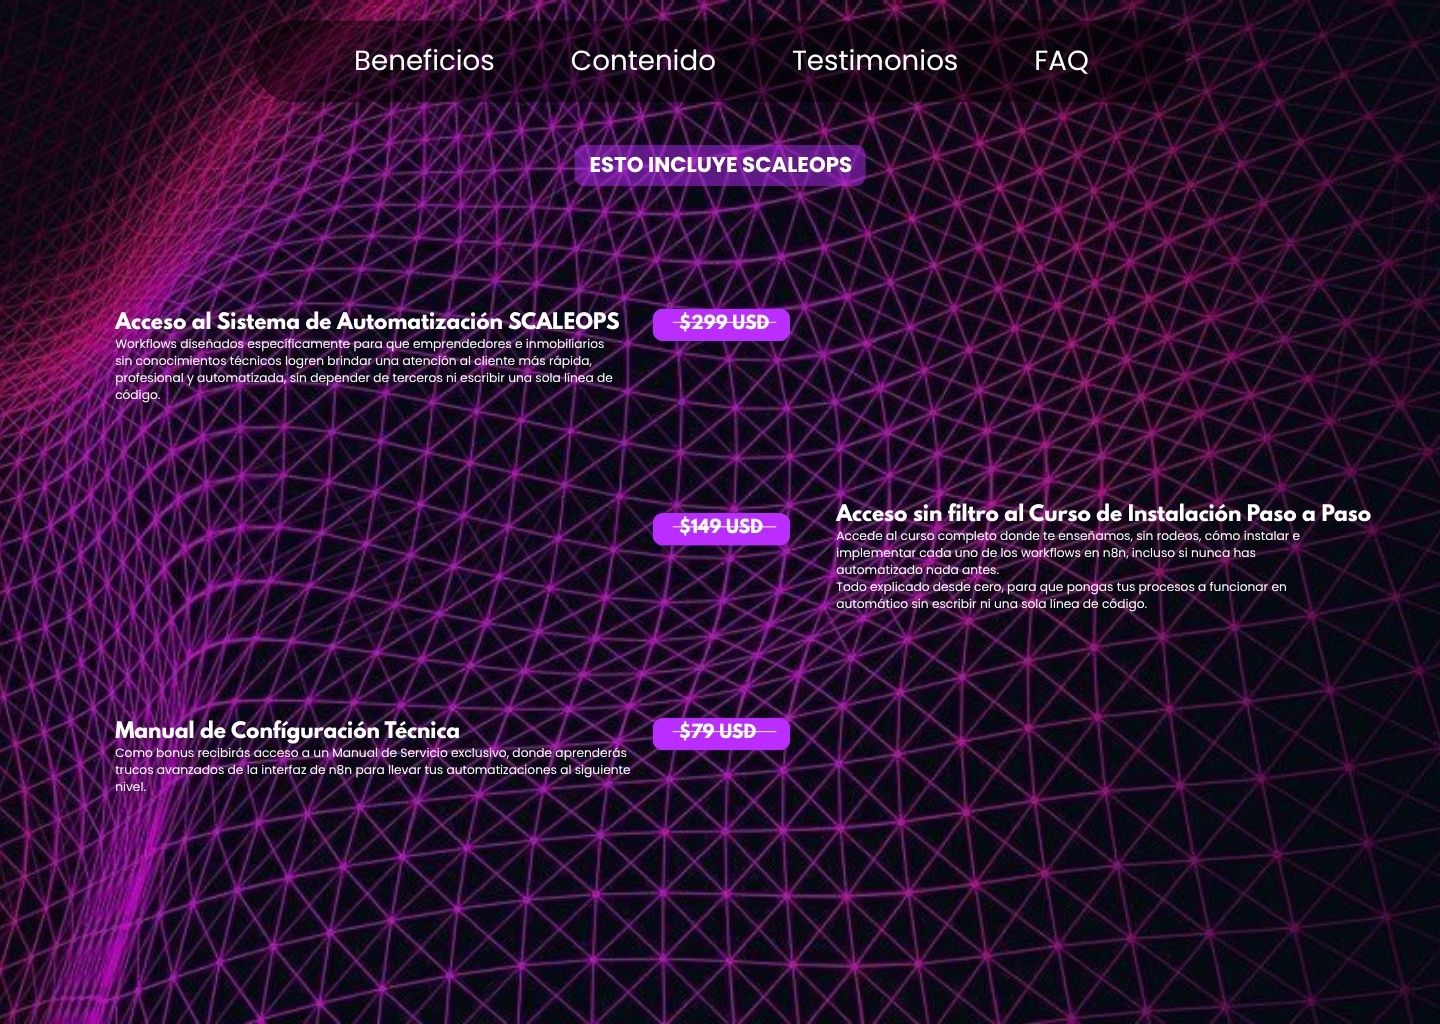 Beneficios Contenido Testimonios FAQ
ESTO INCLUYE SCALEOPS
Acceso al Sistema de Automatización SCALEOPS
$299 USD
Workflows diseñados específicamente para que emprendedores e inmobiliarios
sin conocimientos técnicos logren brindar una atención al cliente más rápida,
profesional y automatizada, sin depender de terceros ni escribir una sola línea de
código.
$149 USD
Acceso sin filtro al Curso de Instalación Paso a Paso
Accede al curso completo donde te enseñamos, sin rodeos, cómo instalar e
implementar cada uno de los workflows en n8n, incluso si nunca has
automatizado nada antes.
Todo explicado desde cero, para que pongas tus procesos a funcionar en
automático sin escribir ni una sola línea de código.
Manual de Confíguración Técnica
$79 USD
Como bonus recibirás acceso a un Manual de Servicio exclusivo, donde aprenderás
trucos avanzados de la interfaz de n8n para llevar tus automatizaciones al siguiente
nivel.